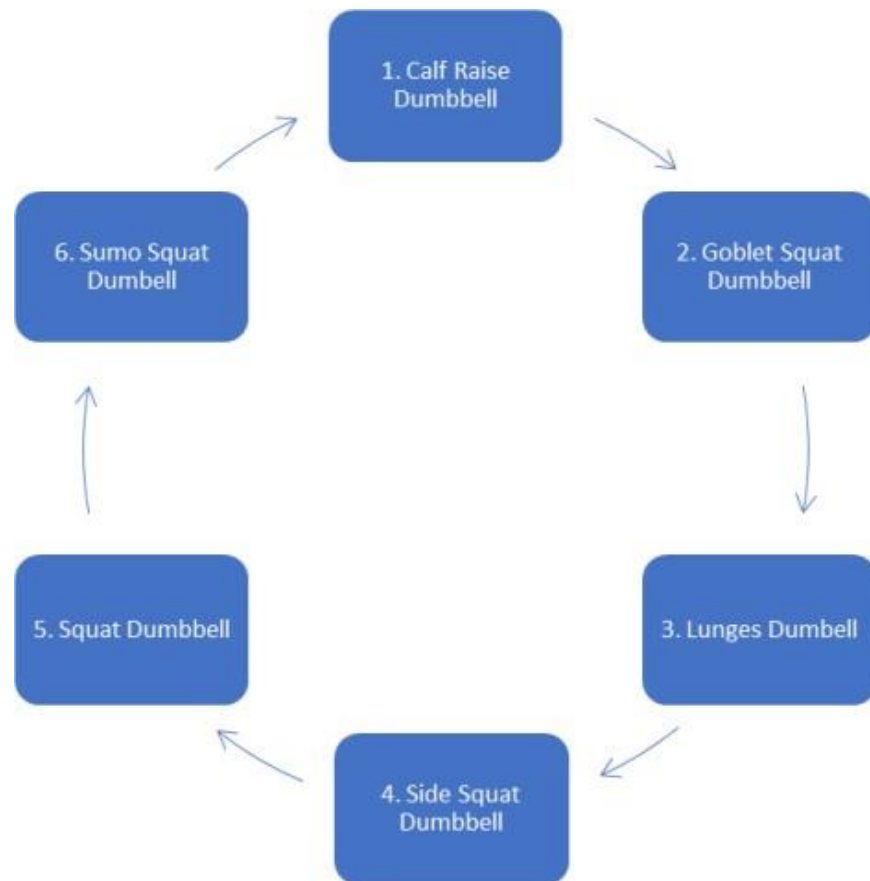 1. Calf Raise
Dumbbell
2. Goblet Squat
Dumbbell
3. Lunges Dumbell
4. Side Squat
Dumbbell
5. Squat Dumbbell
6. Sumo Squat
Dumbell